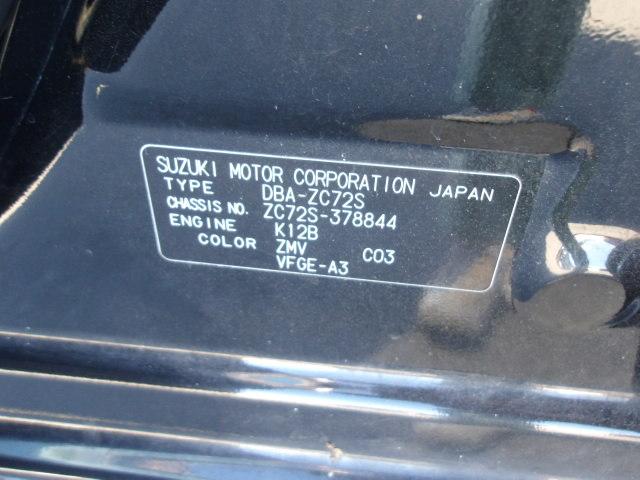 SUZUKI MOTOR CORPORATION JAPAN
TYPE DBA-ZC72S
CHASSIS NO. ZC72S-378844
ENGINE K12B
COLOR ZMV C03
VFGE-A3